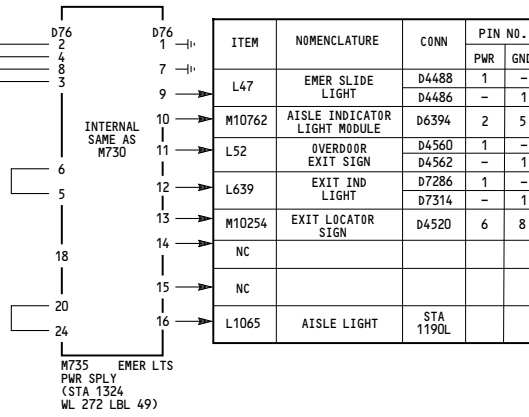 D76 D76
2 1
4
8 7
3
9
10
INTERNAL
SAME AS
M730
11
6
12
5
13
14
18
15
20
16
24
M735 EMER LTS
PWR SPLY
(STA 1324
WL 272 LBL 49)
ITEM NOMENCLATURE CONN PIN NO.
PWR GND
L47 EMER SLIDE LIGHT D4488 1 –
D4486 – 1
M10762 AISLE INDICATOR LIGHT MODULE D6394 2 5
L52 OVERDOOR EXIT SIGN D4560 1 –
D4562 – 1
L639 EXIT IND LIGHT D7286 1 –
D7314 – 1
M10254 EXIT LOCATOR SIGN D4520 6 8
NC
NC
L1065 AISLE LIGHT STA 1190L